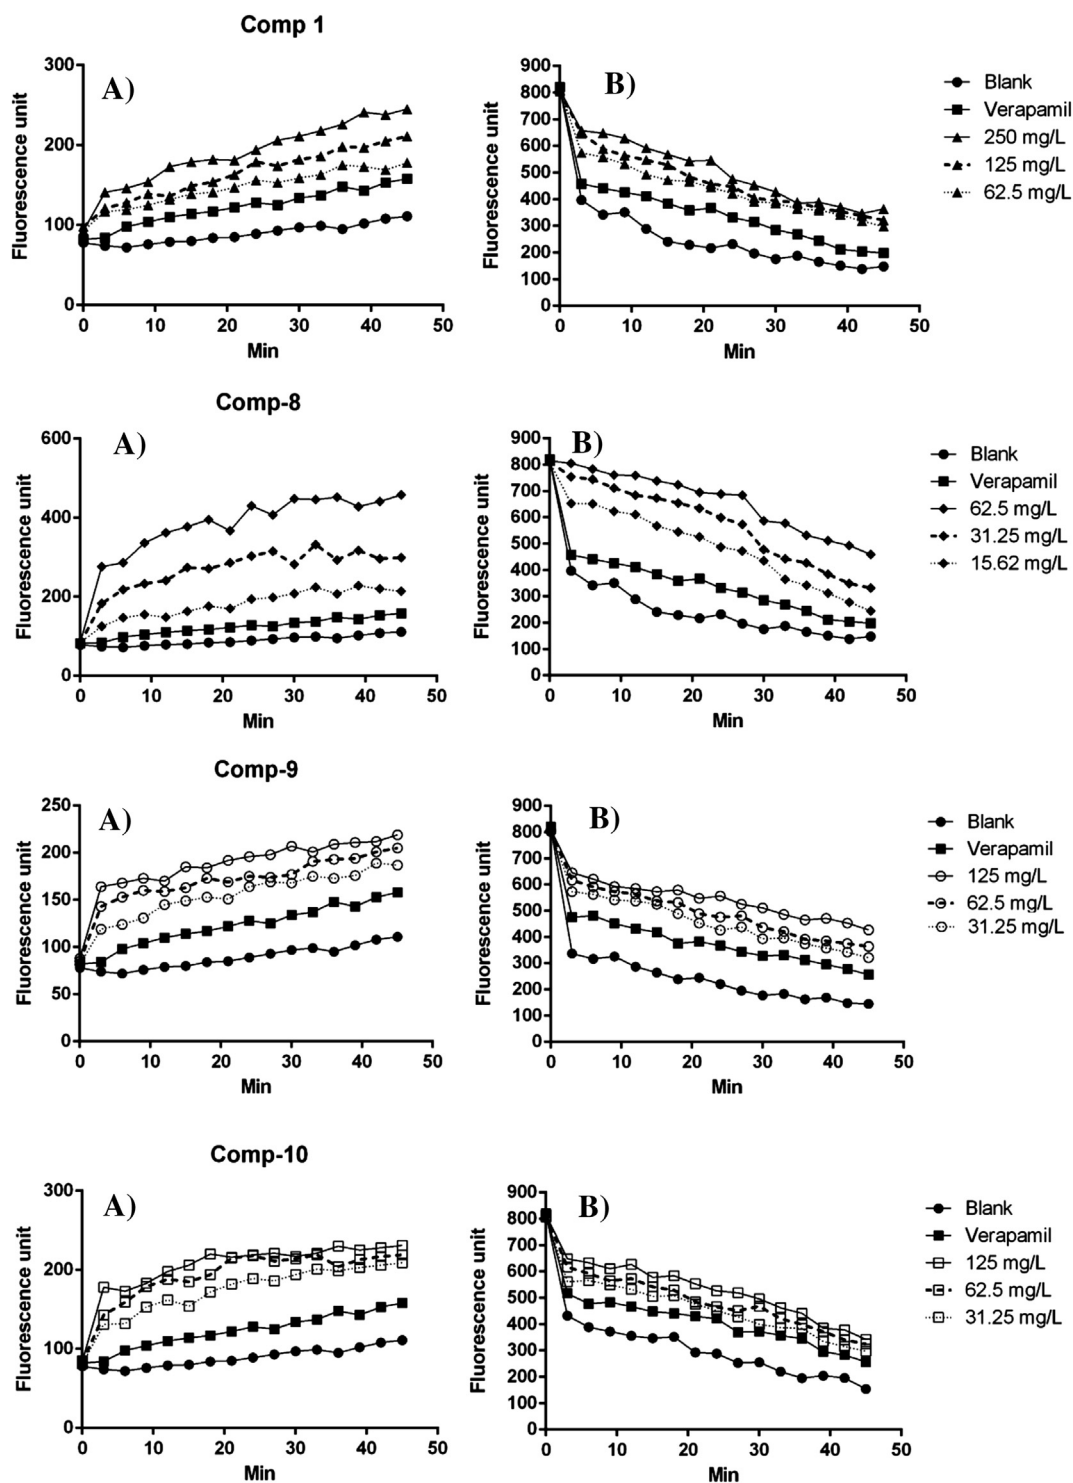 Comp 1
A)
Fluorescence unit
300
200
100
0
0 10 20 30 40 50
Min
B)
Fluorescence unit
900
800
700
600
500
400
300
200
100
0
0 10 20 30 40 50
Min
Blank
Verapamil
250 mg/L
125 mg/L
62.5 mg/L
Comp-8
A)
Fluorescence unit
600
400
200
0
0 10 20 30 40 50
Min
B)
Fluorescence unit
900
800
700
600
500
400
300
200
100
0
0 10 20 30 40 50
Min
Blank
Verapamil
62.5 mg/L
31.25 mg/L
15.62 mg/L
Comp-9
A)
Fluorescence unit
250
200
150
100
50
0
0 10 20 30 40 50
Min
B)
Fluorescence unit
900
800
700
600
500
400
300
200
100
0
0 10 20 30 40 50
Min
Blank
Verapamil
125 mg/L
62.5 mg/L
31.25 mg/L
Comp-10
A)
Fluorescence unit
300
200
100
0
0 10 20 30 40 50
Min
B)
Fluorescence unit
900
800
700
600
500
400
300
200
100
0
0 10 20 30 40 50
Min
Blank
Verapamil
125 mg/L
62.5 mg/L
31.25 mg/L